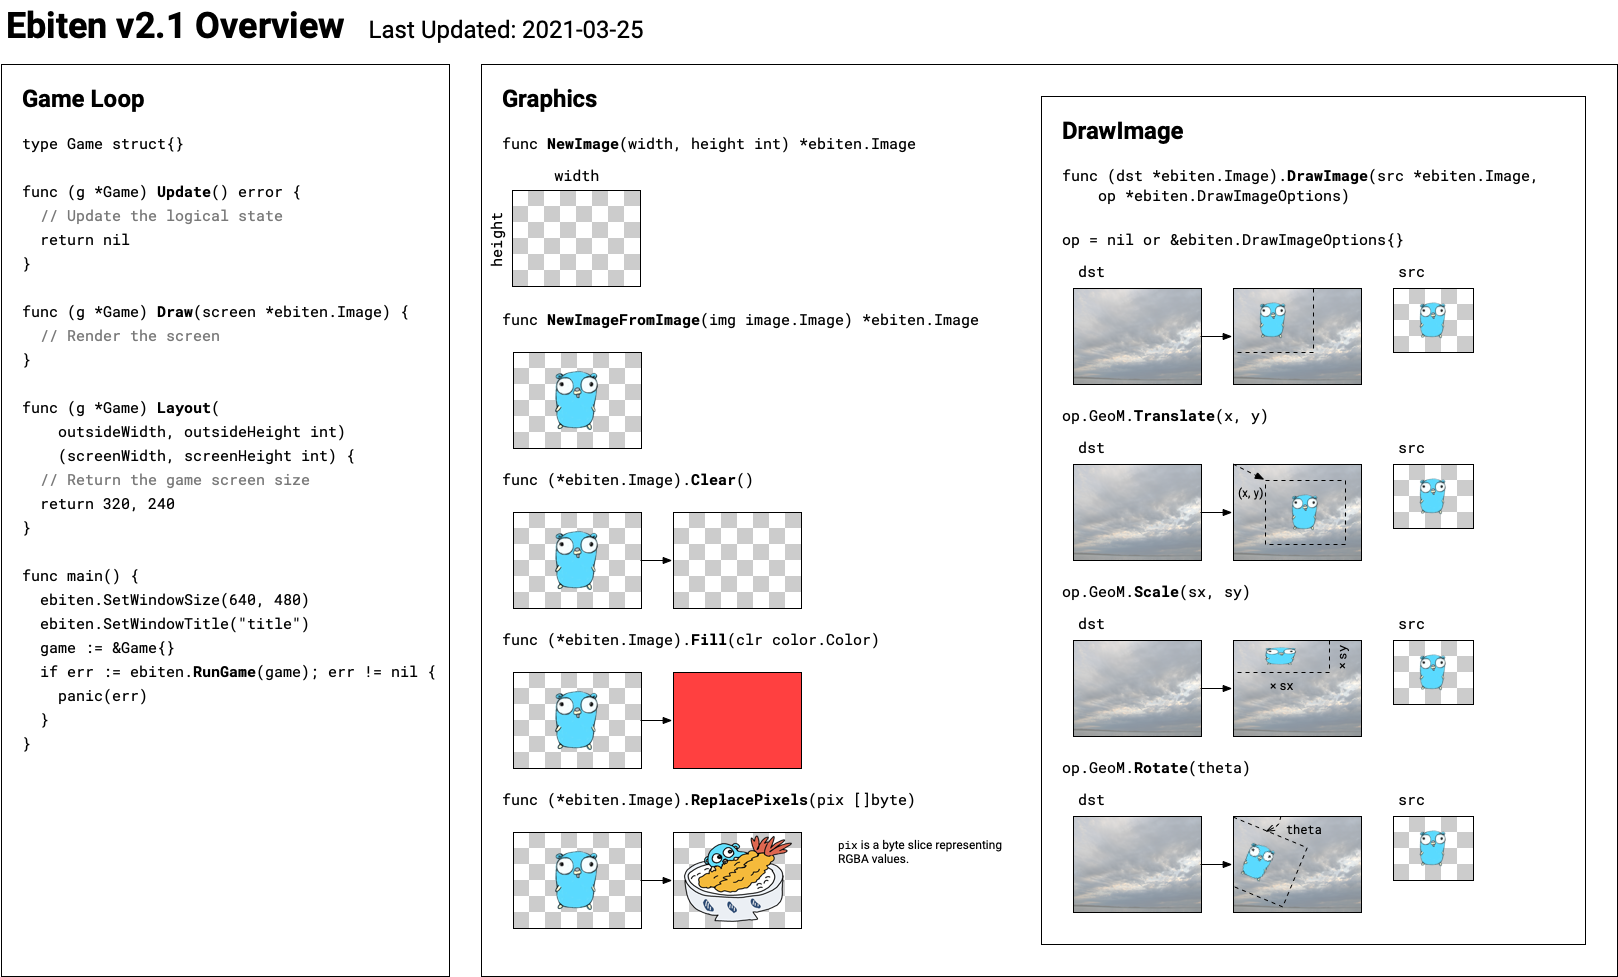 Ebiten v2.1 Overview Last Updated: 2021-03-25
Game Loop
type Game struct{}
func (g *Game) Update() error {
// Update the logical state
return nil
}
func (g *Game) Draw(screen *ebiten.Image) {
// Render the screen
}
func (g *Game) Layout(
outsideWidth, outsideHeight int)
(screenWidth, screenHeight int) {
// Return the game screen size
return 320, 240
}
func main() {
ebiten.SetWindowSize(640, 480)
ebiten.SetWindowTitle("title")
game := &Game{}
if err := ebiten.RunGame(game); err != nil {
panic(err)
}
}
Graphics
func NewImage(width, height int) *ebiten.Image
width
height
func NewImageFromImage(img image.Image) *ebiten.Image
func (*ebiten.Image).Clear()
func (*ebiten.Image).Fill(clr color.Color)
func (*ebiten.Image).ReplacePixels(pix []byte)
pix is a byte slice representing
RGBA values.
DrawImage
func (dst *ebiten.Image).DrawImage(src *ebiten.Image,
op *ebiten.DrawImageOptions)
op = nil or &ebiten.DrawImageOptions{}
dst src
op.GeoM.Translate(x, y)
dst src
(x, y)
op.GeoM.Scale(sx, sy)
dst src
× sy
× sx
op.GeoM.Rotate(theta)
dst src
theta